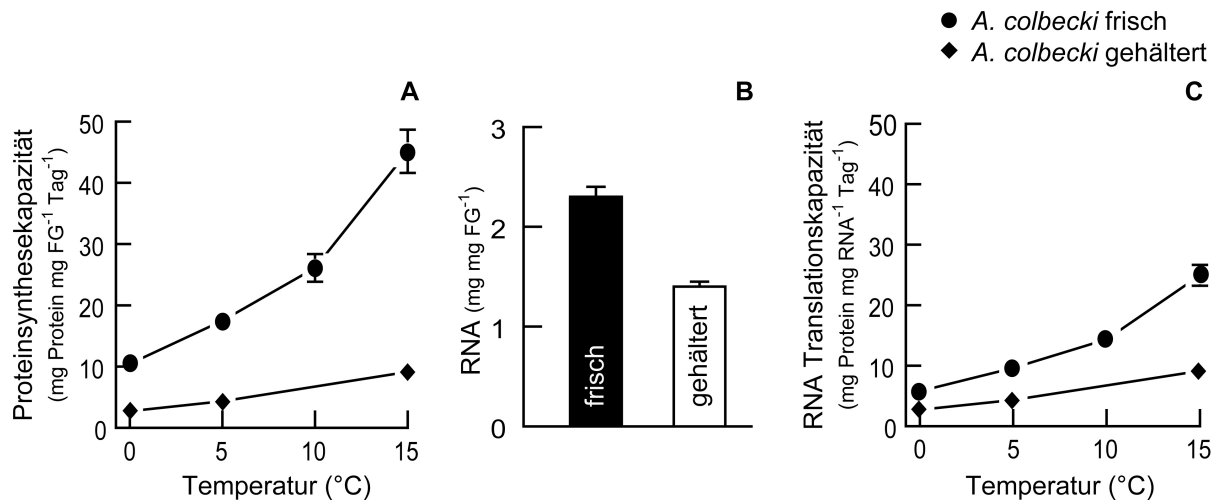 ● A. colbecki frisch
◆ A. colbecki gehältert
A
Proteinsynthesekapazität
(mg Protein mg FG⁻¹ Tag⁻¹)
50
40
30
20
10
0
0 5 10 15
Temperatur (°C)
B
RNA (mg mg FG⁻¹)
3
2
1
0
frisch
gehältert
C
RNA Translationskapazität
(mg Protein mg RNA⁻¹ Tag⁻¹)
50
40
30
20
10
0
0 5 10 15
Temperatur (°C)